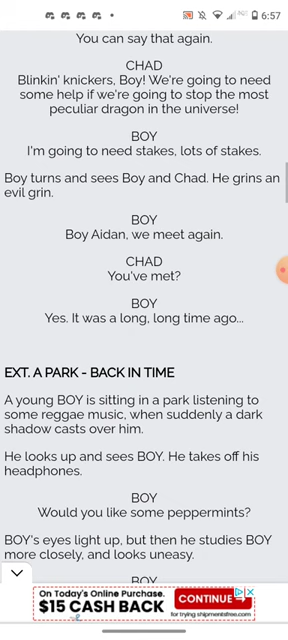 6:57
You can say that again.
CHAD
Blinkin' knickers, Boy! We're going to need
some help if we're going to stop the most
peculiar dragon in the universe!
BOY
I'm going to need stakes, lots of stakes.
Boy turns and sees Boy and Chad. He grins an
evil grin.
BOY
Boy Aidan, we meet again.
CHAD
You've met?
BOY
Yes. It was a long, long time ago...
EXT. A PARK - BACK IN TIME
A young BOY is sitting in a park listening to
some reggae music, when suddenly a dark
shadow casts over him.
He looks up and sees BOY. He takes off his
headphones.
BOY
Would you like some peppermints?
BOY's eyes light up, but then he studies BOY
more closely, and looks uneasy.
BOY
On Today's Online Purchase.
$15 CASH BACK
CONTINUE
for trying shipmentsfree.com